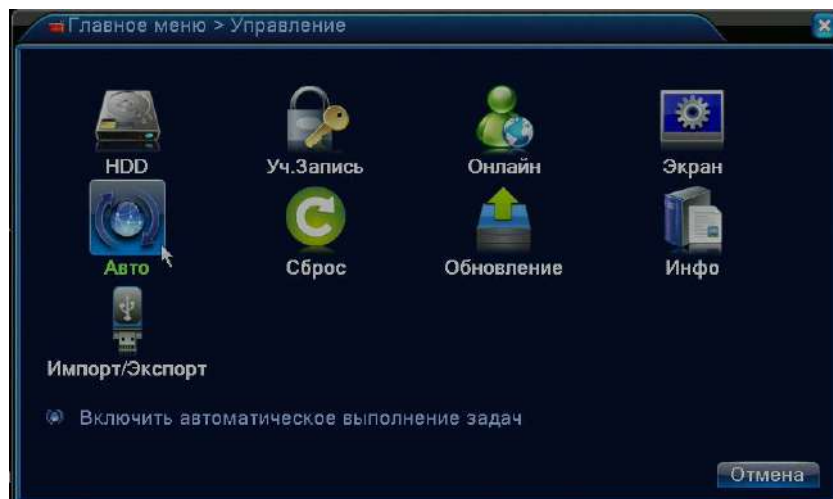 Главное меню > Управление
HDD
Уч.Запись
Онлайн
Экран
Авто
Сброс
Обновление
Инфо
Импорт/Экспорт
Включить автоматическое выполнение задач
Отмена